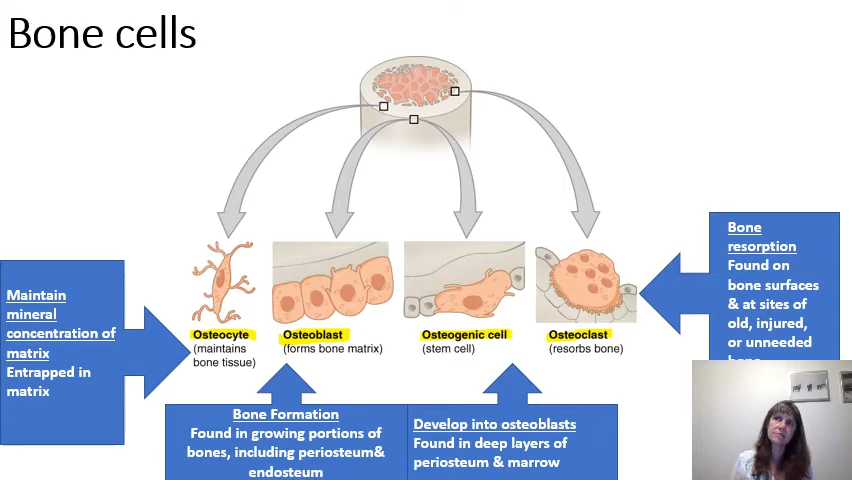 Bone cells
Osteocyte
(maintains
bone tissue)
Osteoblast
(forms bone matrix)
Osteogenic cell
(stem cell)
Osteoclast
(resorbs bone)
Maintain
mineral
concentration of
matrix
Entrapped in
matrix
Bone Formation
Found in growing portions of
bones, including periosteum&
endosteum
Develop into osteoblasts
Found in deep layers of
periosteum & marrow
Bone
resorption
Found on
bone surfaces
& at sites of
old, injured,
or unneeded